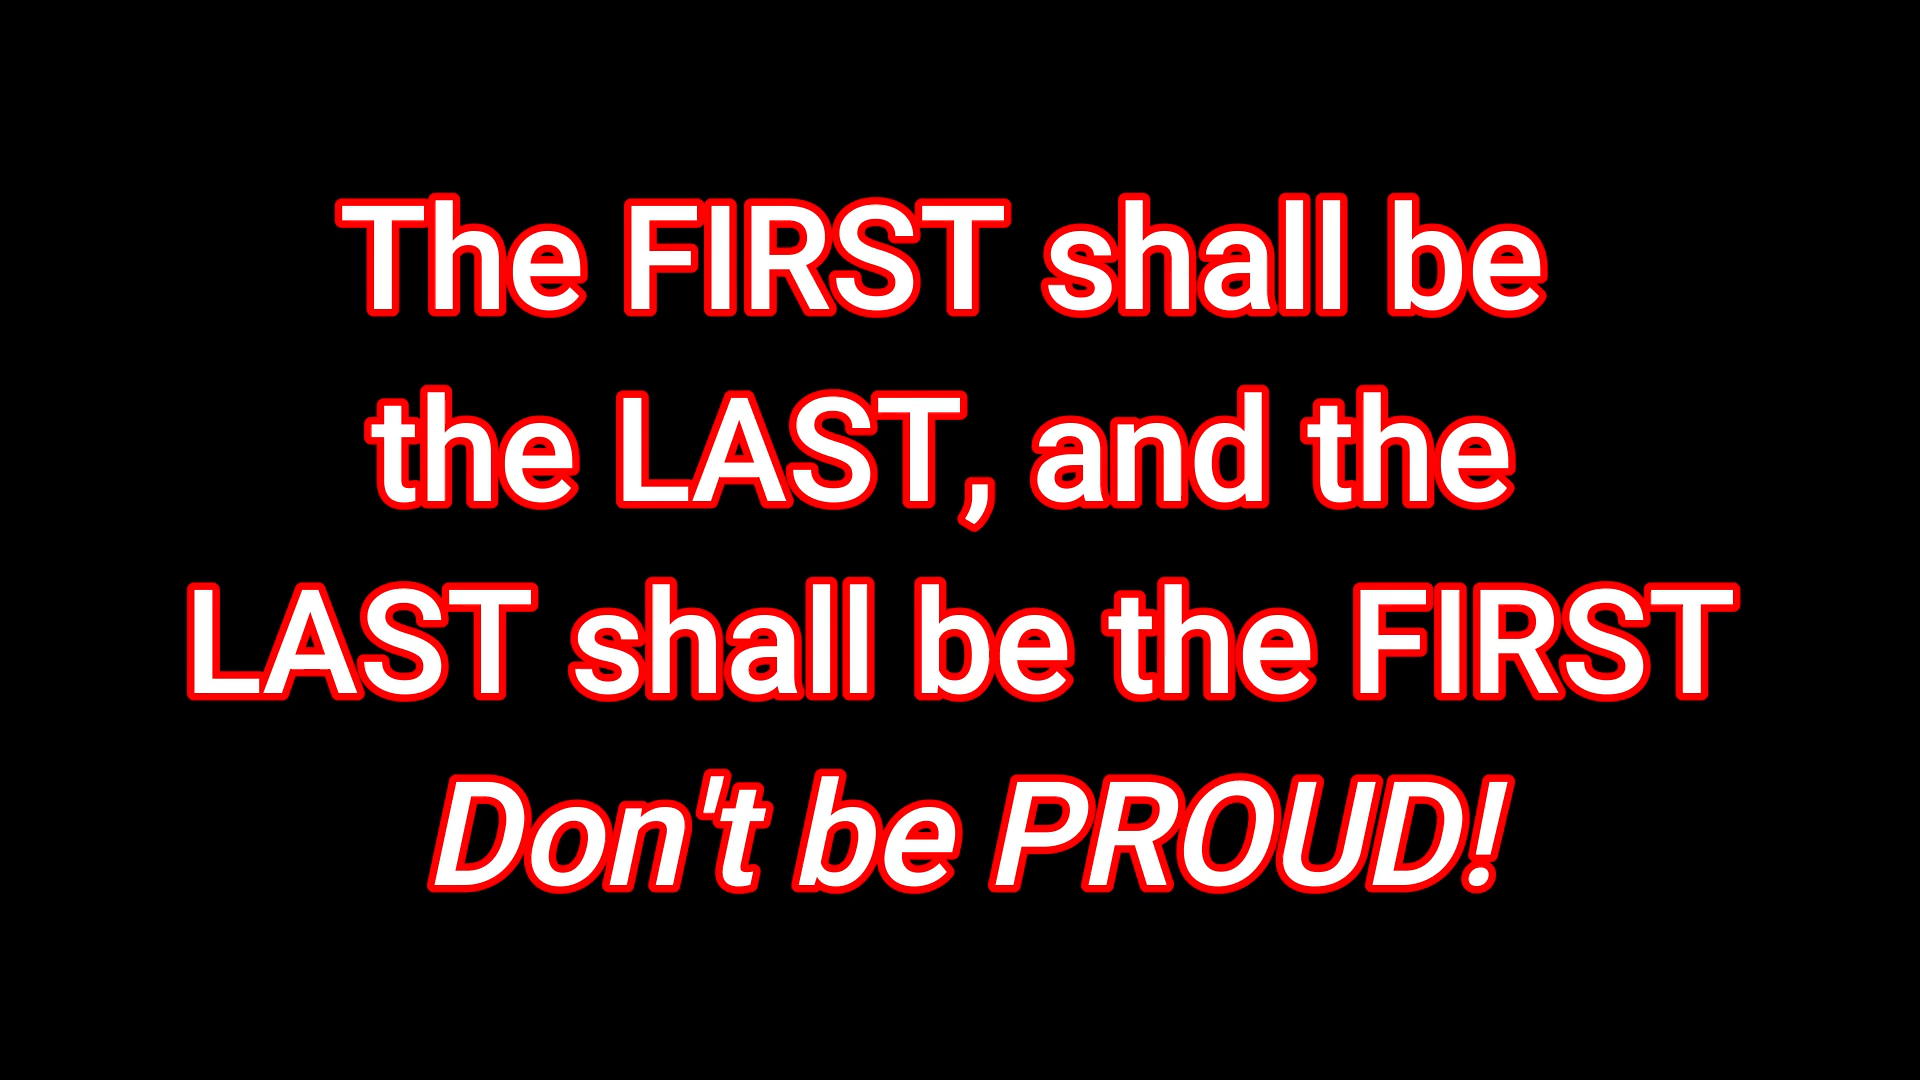 The FIRST shall be
the LAST, and the
LAST shall be the FIRST
Don't be PROUD!